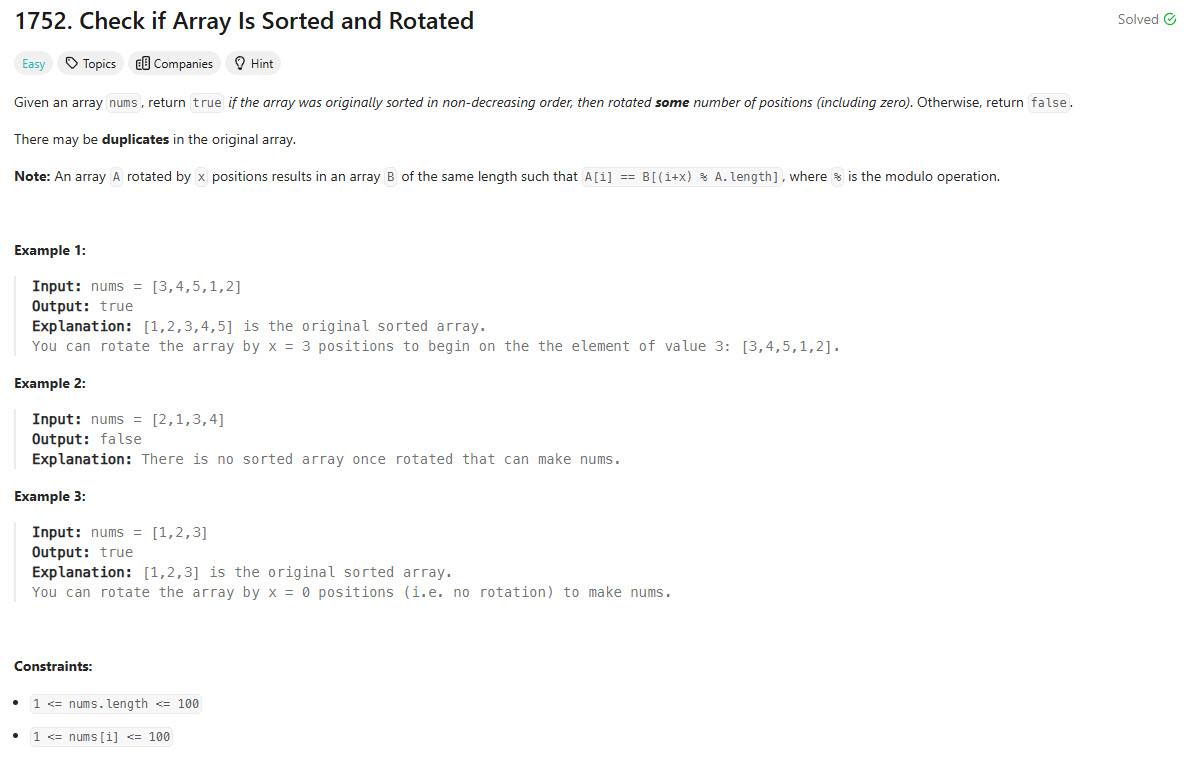 1752. Check if Array Is Sorted and Rotated
Solved
Easy Topics Companies Hint
Given an array nums, return true if the array was originally sorted in non-decreasing order, then rotated some number of positions (including zero). Otherwise, return false.
There may be duplicates in the original array.
Note: An array A rotated by x positions results in an array B of the same length such that A[i] == B[(i+x) % A.length], where % is the modulo operation.
Example 1:
Input: nums = [3,4,5,1,2]
Output: true
Explanation: [1,2,3,4,5] is the original sorted array.
You can rotate the array by x = 3 positions to begin on the the element of value 3: [3,4,5,1,2].
Example 2:
Input: nums = [2,1,3,4]
Output: false
Explanation: There is no sorted array once rotated that can make nums.
Example 3:
Input: nums = [1,2,3]
Output: true
Explanation: [1,2,3] is the original sorted array.
You can rotate the array by x = 0 positions (i.e. no rotation) to make nums.
Constraints:
• 1 <= nums.length <= 100
• 1 <= nums[i] <= 100